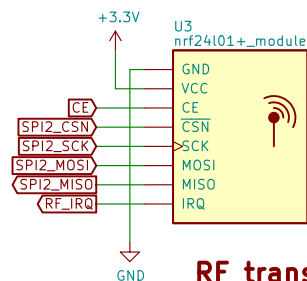 +3.3V
U3
nrf24l01+_module
GND
VCC
CE CE
SPI2_CSN CSN
SPI2_SCK SCK
SPI2_MOSI MOSI
SPI2_MISO MISO
RF_IRQ IRQ
GND
RF trans